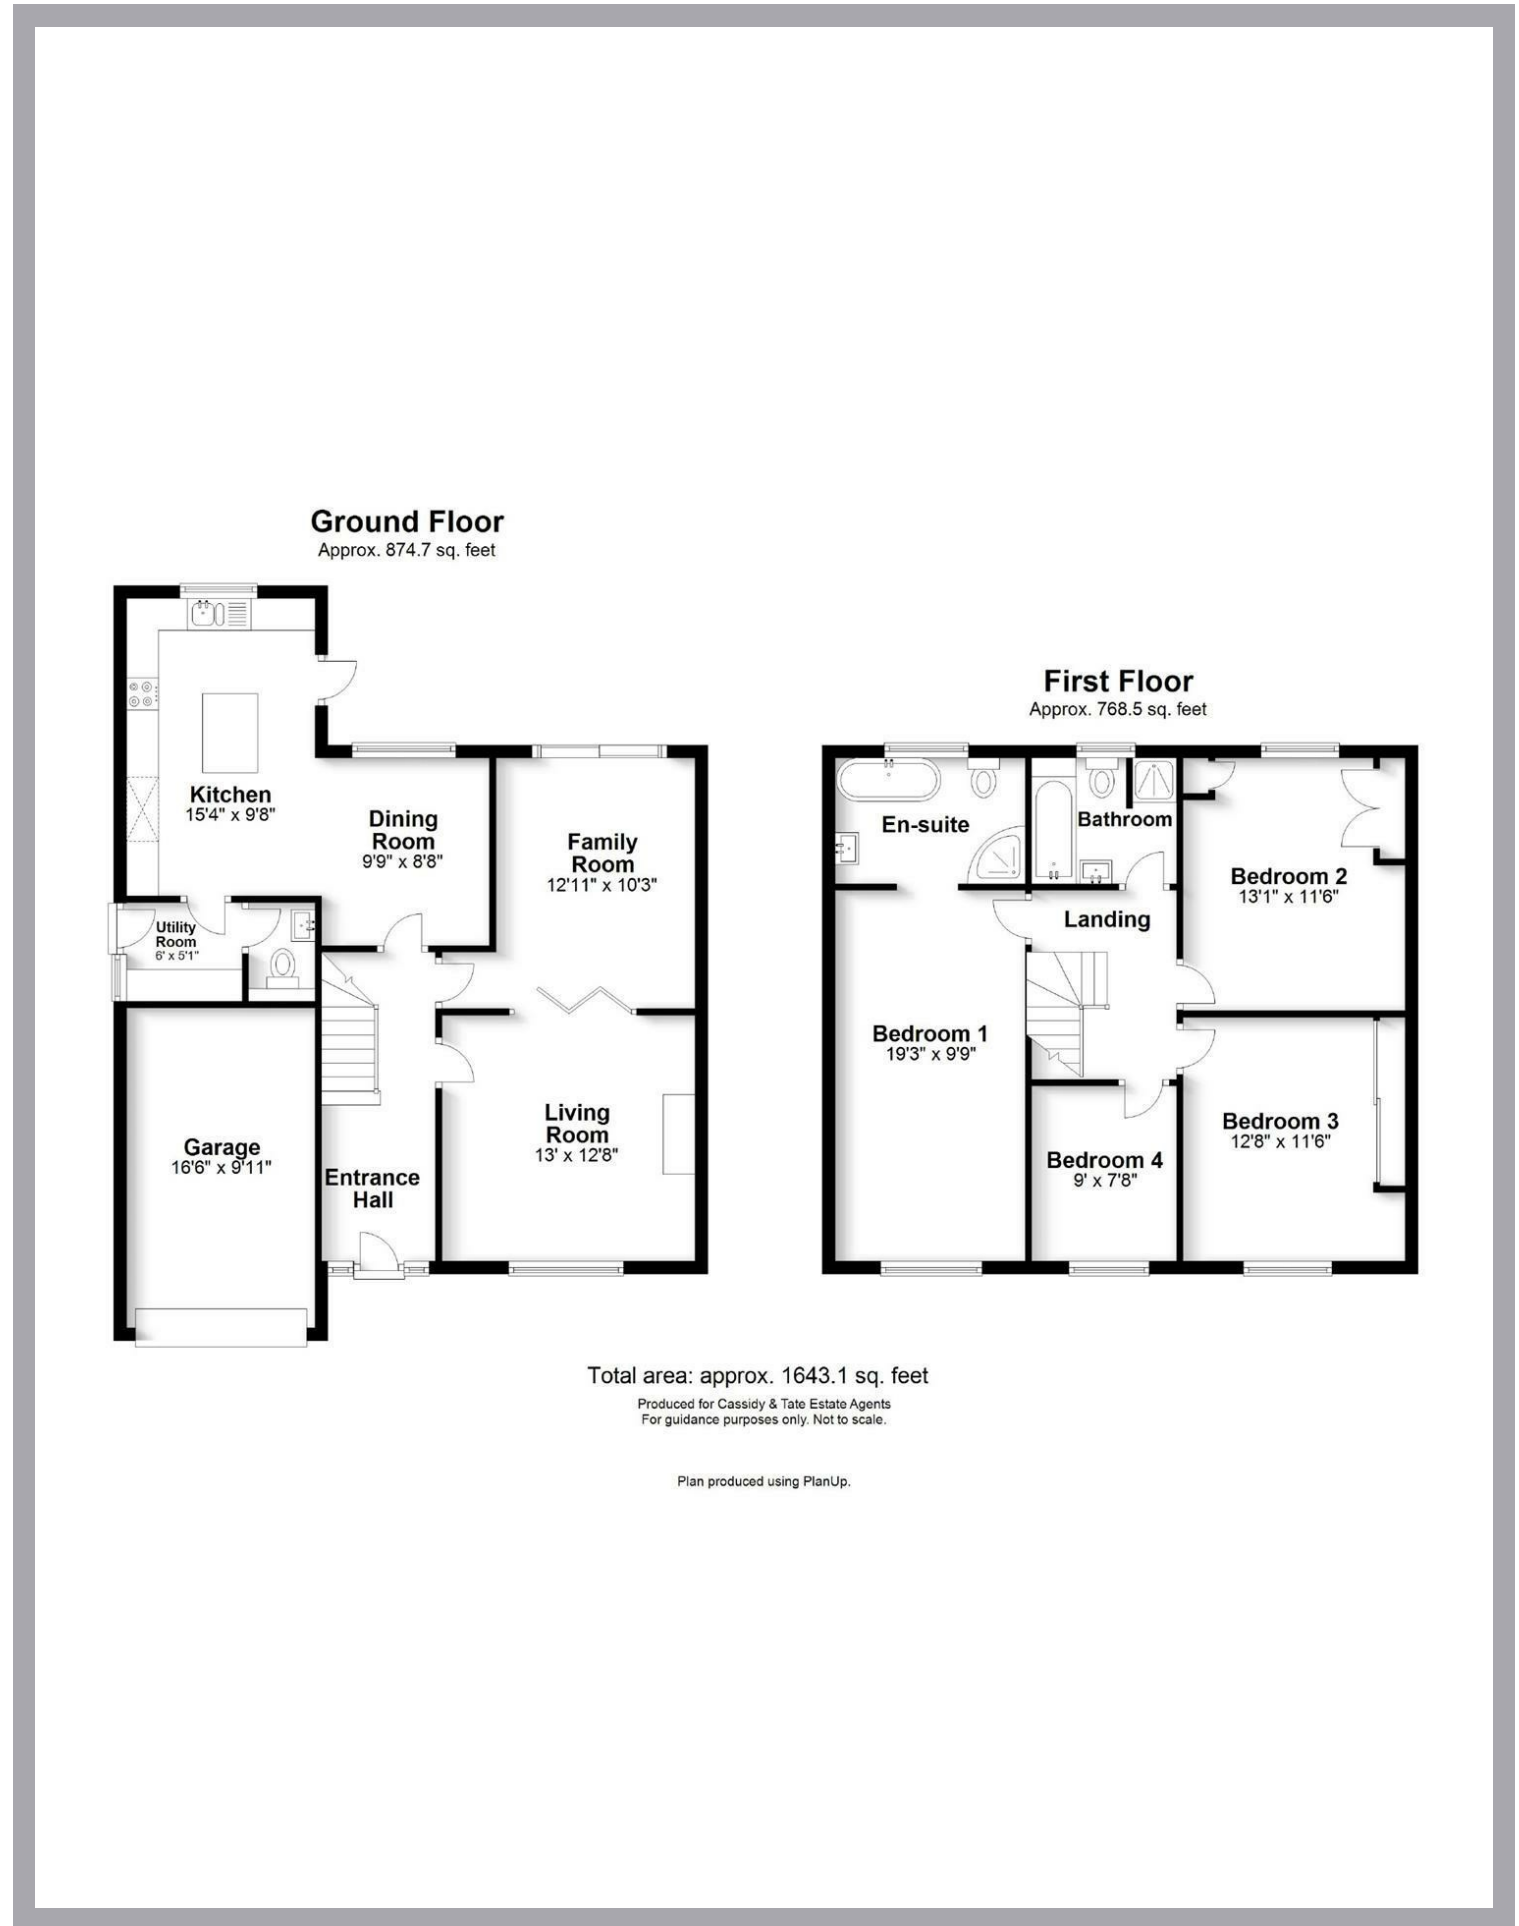 Ground Floor
Approx. 874.7 sq. feet
Kitchen
15'4" x 9'8"
Dining
Room
9'9" x 8'8"
Family
Room
12'11" x 10'3"
Utility
Room
6' x 5'1"
Garage
16'6" x 9'11"
Living
Room
13' x 12'8"
Entrance
Hall
First Floor
Approx. 768.5 sq. feet
En-suite
Bathroom
Bedroom 2
13'1" x 11'6"
Landing
Bedroom 1
19'3" x 9'9"
Bedroom 3
12'8" x 11'6"
Bedroom 4
9' x 7'8"
Total area: approx. 1643.1 sq. feet
Produced for Cassidy & Tate Estate Agents
For guidance purposes only. Not to scale.
Plan produced using PlanUp.